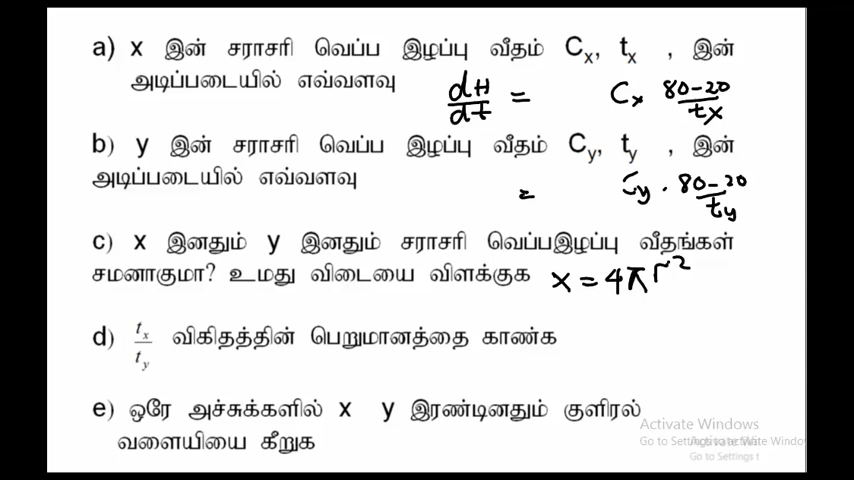 a) x இன் சராசரி வெப்ப இழப்பு வீதம் Cx, tx , இன்
அடிப்படையில் எவ்வளவு
dH/dt = Cx 80-20/tx
b) y இன் சராசரி வெப்ப இழப்பு வீதம் Cy, ty , இன்
அடிப்படையில் எவ்வளவு
= Cy . 80-20/ty
c) x இனதும் y இனதும் சராசரி வெப்பஇழப்பு வீதங்கள்
சமனாகுமா? உமது விடையை விளக்குக x = 4πr²
d) tx/ty விகிதத்தின் பெறுமானத்தை காண்க
e) ஒரே அச்சுக்களில் x y இரண்டினதும் குளிரல்
வளையியை கீறுக
Activate Windows
Go to Settings to activate Windows
Go to Settings t